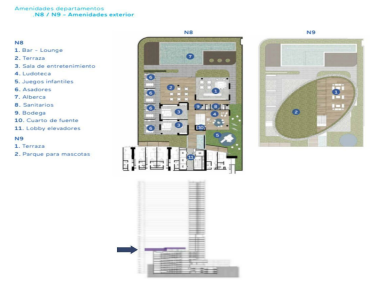 Amenidades departamentos
.N8 / N9 – Amenidades exterior
N8
1. Bar - Lounge
2. Terraza
3. Sala de entretenimiento
4. Ludoteca
5. Juegos infantiles
6. Asadores
7. Alberca
8. Sanitarios
9. Bodega
10. Cuarto de fuente
11. Lobby elevadores
N9
1. Terraza
2. Parque para mascotas
N8
N9